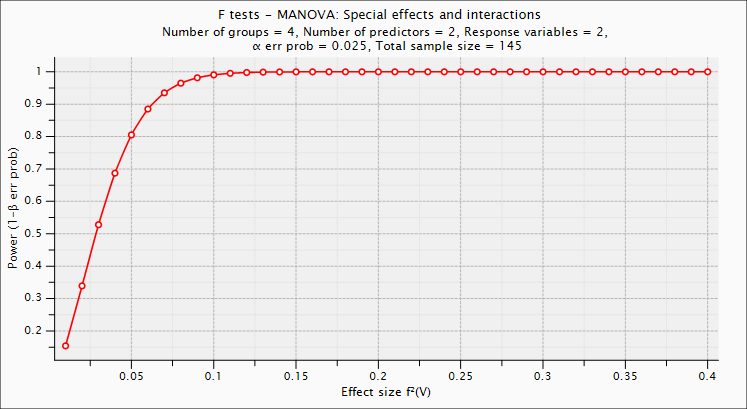 F tests - MANOVA: Special effects and interactions
Number of groups = 4, Number of predictors = 2, Response variables = 2,
α err prob = 0.025, Total sample size = 145
Power (1-β err prob)
1
0.9
0.8
0.7
0.6
0.5
0.4
0.3
0.2
0.05 0.1 0.15 0.2 0.25 0.3 0.35 0.4
Effect size f²(V)